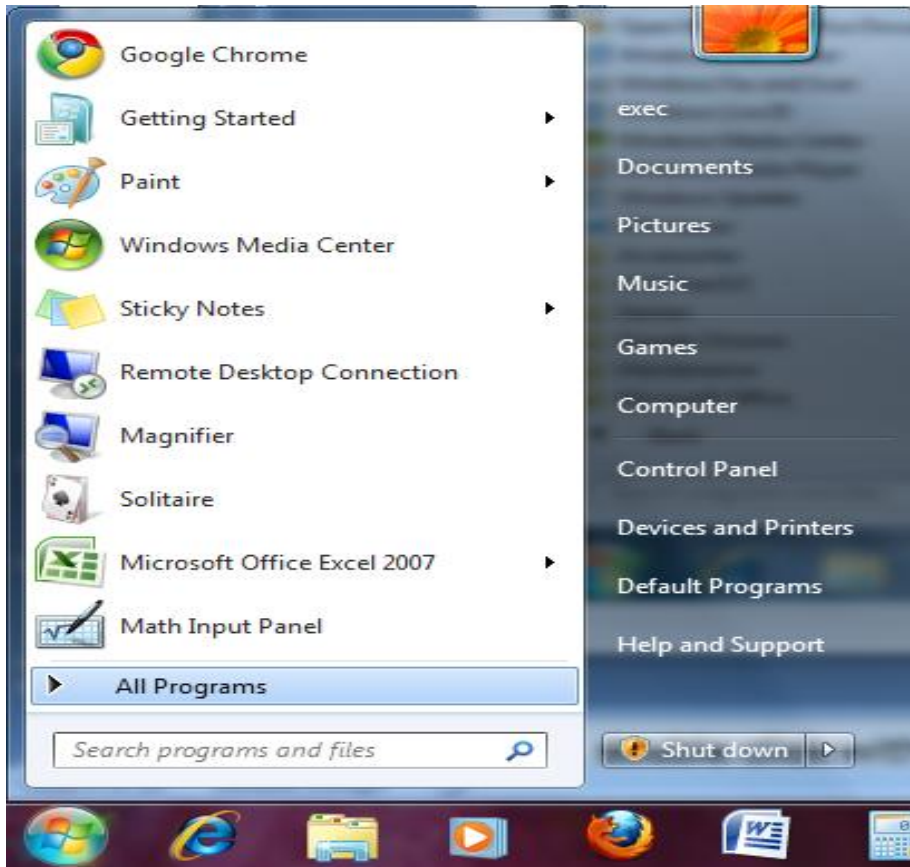 Google Chrome
Getting Started
Paint
Windows Media Center
Sticky Notes
Remote Desktop Connection
Magnifier
Solitaire
Microsoft Office Excel 2007
Math Input Panel
All Programs
Search programs and files
exec
Documents
Pictures
Music
Games
Computer
Control Panel
Devices and Printers
Default Programs
Help and Support
Shut down